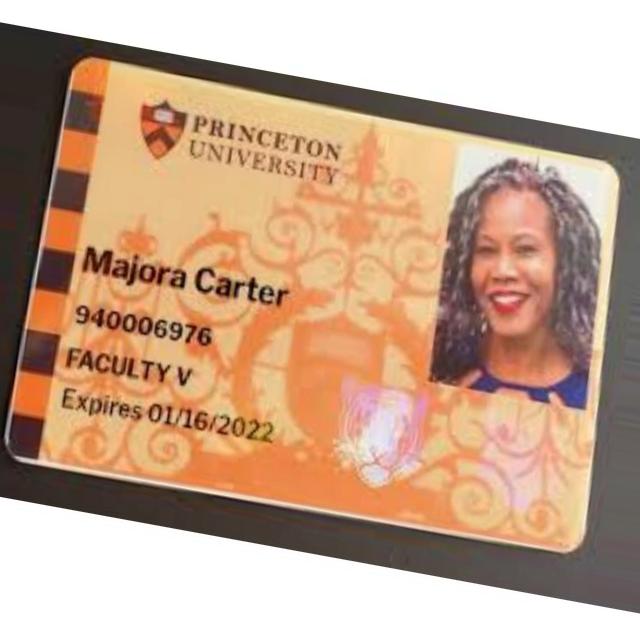 PRINCETON
UNIVERSITY
Majora Carter
940006976
FACULTY V
Expires 01/16/2022